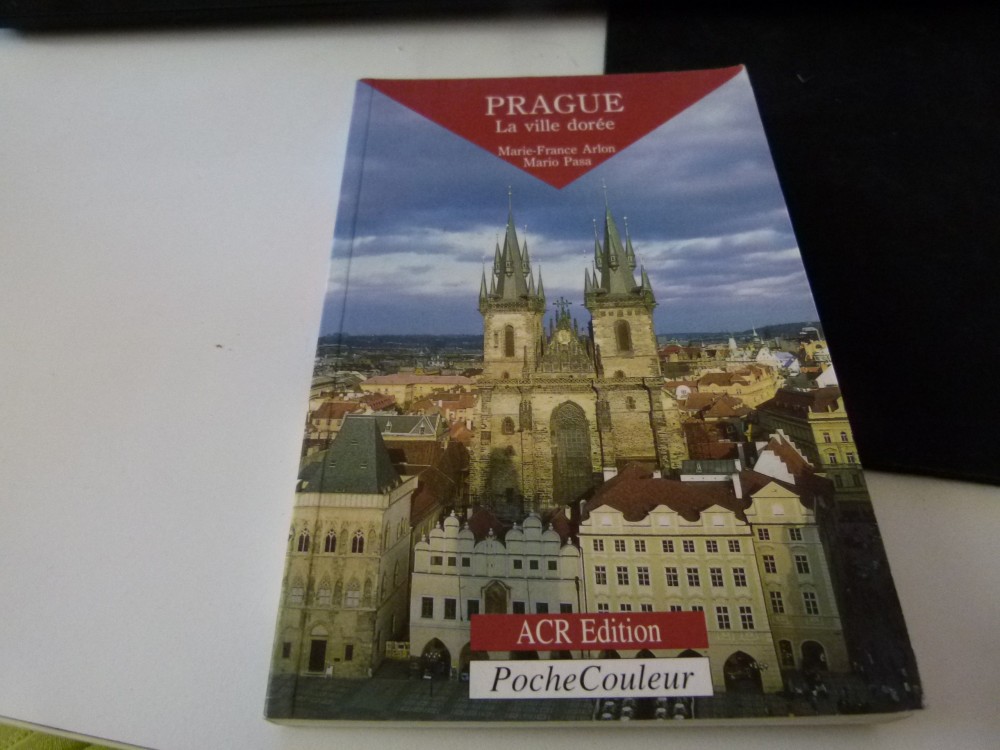 PRAGUE
La ville dorée
Marie-France Arlon
Mario Pasa
ACR Edition
PocheCouleur